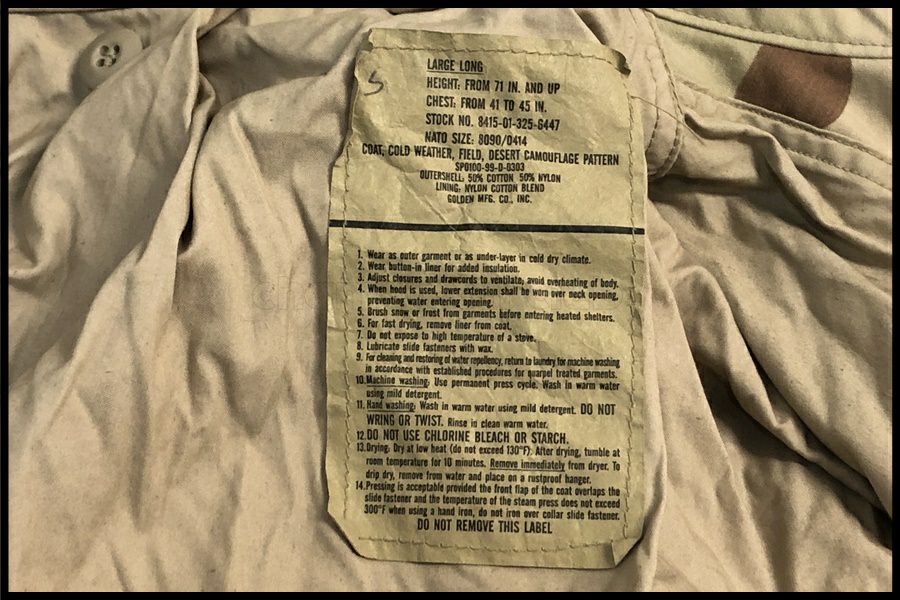 LARGE LONG
HEIGHT: FROM 71 IN. AND UP
CHEST: FROM 41 TO 45 IN.
STOCK NO. 8415-01-325-6447
NATO SIZE: 8090/0414
COAT, COLD WEATHER, FIELD, DESERT CAMOUFLAGE PATTERN
SPO100-99-D-0303
OUTERSHELL: 50% COTTON 50% NYLON
LINING: NYLON COTTON BLEND
GOLDEN MFG. CO., INC.
1. Wear as outer garment or as under-layer in cold dry climate.
2. Wear button-in liner for added insulation.
3. Adjust closures and drawcords to ventilate; avoid overheating of body.
4. When hood is used, lower extension shall be worn over neck opening,
preventing water entering opening.
5. Brush snow or frost from garments before entering heated shelters.
6. For fast drying, remove liner from coat.
7. Do not expose to high temperature of a stove.
8. Lubricate slide fasteners with wax.
9. For cleaning and restoring of water repellency, return to laundry for machine washing
in accordance with established procedures for quarpel treated garments.
10. Machine washing: Use permanent press cycle. Wash in warm water
using mild detergent.
11. Hand washing: Wash in warm water using mild detergent. DO NOT
WRING OR TWIST. Rinse in clean warm water.
12. DO NOT USE CHLORINE BLEACH OR STARCH.
13. Drying: Dry at low heat (do not exceed 130°F). After drying, tumble at
room temperature for 10 minutes. Remove immediately from dryer. To
drip dry, remove from water and place on a rustproof hanger.
14. Pressing is acceptable provided the front flap of the coat overlaps the
slide fastener and the temperature of the steam press does not exceed
300°F when using a hand iron, do not iron over collar slide fastener.
DO NOT REMOVE THIS LABEL